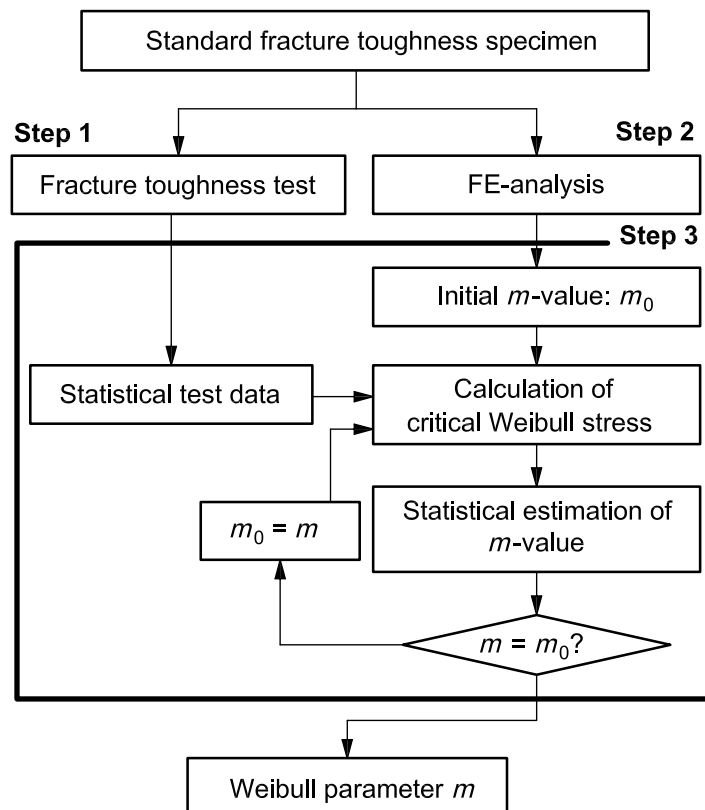 Standard fracture toughness specimen
Step 1
Step 2
Fracture toughness test
FE-analysis
Step 3
Initial m-value: m₀
Statistical test data
Calculation of
critical Weibull stress
m₀ = m
Statistical estimation of
m-value
m = m₀?
Weibull parameter m